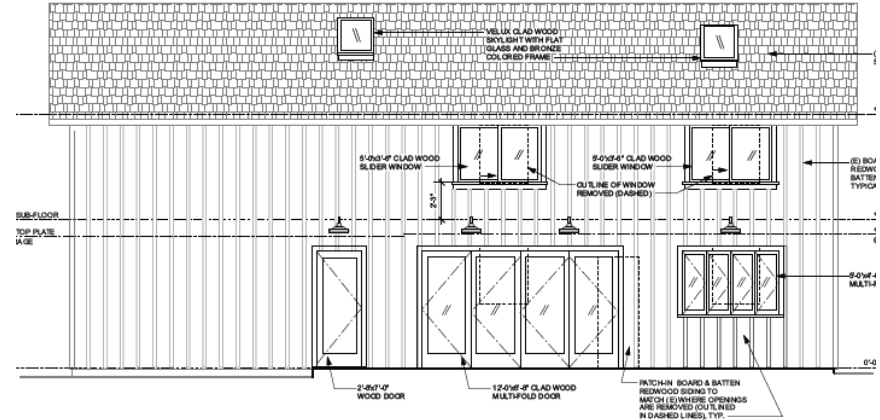 VELUX CLAD WOOD
SKYLIGHT WITH FLAT
GLASS AND BRONZE
COLORED FRAME
5'-0"x3'-6" CLAD WOOD
SLIDER WINDOW
5'-0"x3'-6" CLAD WOOD
SLIDER WINDOW
(E) BOA
REDWO
BATTEN
TYPICA
OUTLINE OF WINDOW
REMOVED (DASHED)
2'-3"
SUB-FLOOR
TOP PLATE
MULTI-F
0'-0
2'-8"x7'-0"
WOOD DOOR
12'-0"x6'-8" CLAD WOOD
MULTI-FOLD DOOR
PATCH-IN BOARD & BATTEN
REDWOOD SIDING TO
MATCH (E) WHERE OPENINGS
ARE REMOVED (OUTLINED
IN DASHED LINES), TYP.